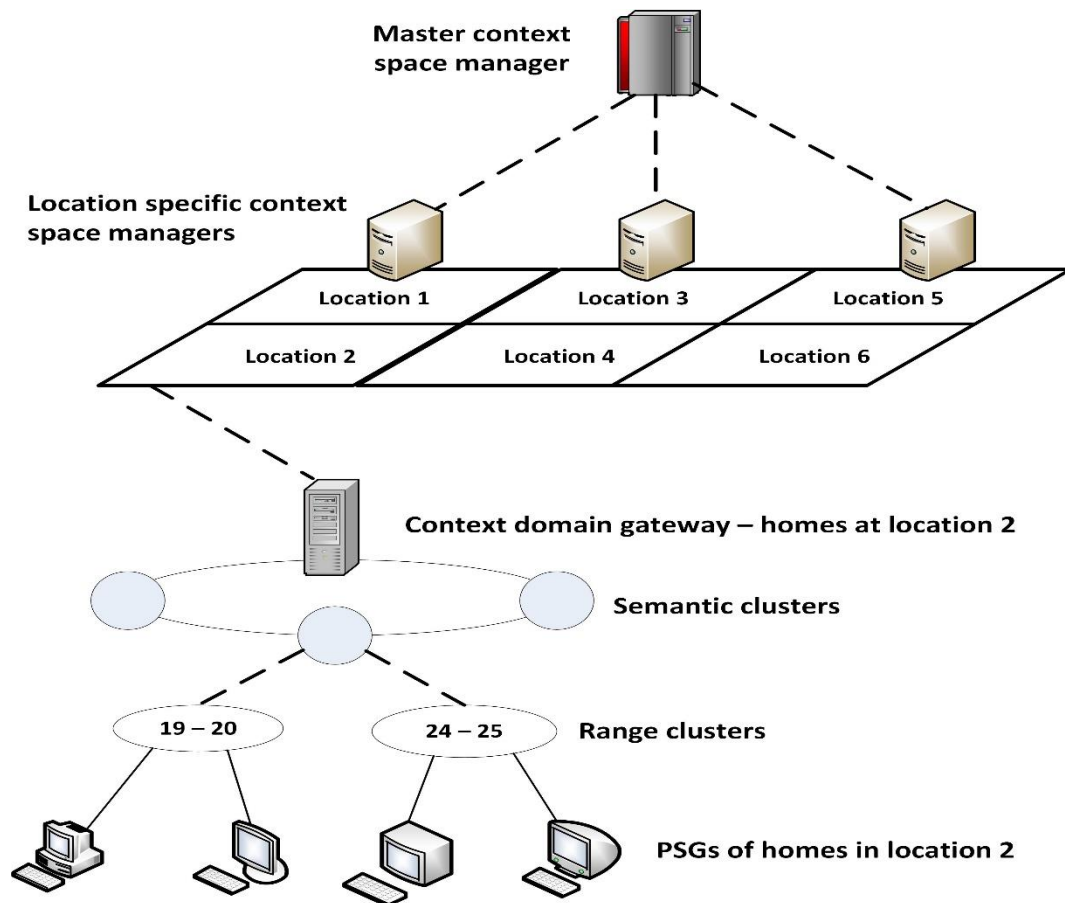 Master context
space manager
Location specific context
space managers
Location 1
Location 3
Location 5
Location 2
Location 4
Location 6
Context domain gateway – homes at location 2
Semantic clusters
19 – 20
24 – 25
Range clusters
PSGs of homes in location 2